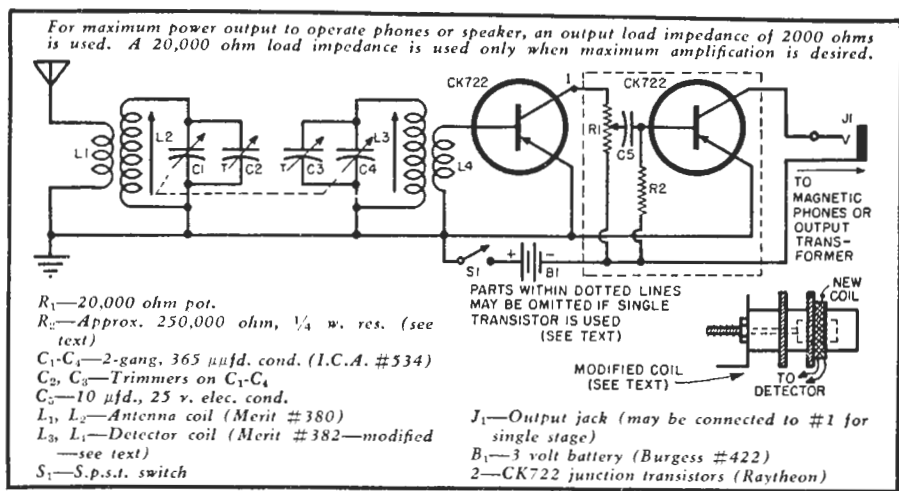 For maximum power output to operate phones or speaker, an output load impedance of 2000 ohms
is used. A 20,000 ohm load impedance is used only when maximum amplification is desired.
CK722
1
CK722
L1
L2
C1
T
C2
T
C3
C4
L3
L4
R1
C5
R2
J1
TO
MAGNETIC
PHONES OR
OUTPUT
TRANS-
FORMER
S1
+
B1
-
PARTS WITHIN DOTTED LINES
MAY BE OMITTED IF SINGLE
TRANSISTOR IS USED
(SEE TEXT)
NEW
COIL
MODIFIED COIL
(SEE TEXT)
TO
DETECTOR
R₁—20,000 ohm pot.
R₂—Approx. 250,000 ohm, ¼ w. res. (see
text)
C₁-C₄—2-gang, 365 μμfd. cond. (I.C.A. #534)
C₂, C₃—Trimmers on C₁-C₄
C₅—10 μfd., 25 v. elec. cond.
L₁, L₂—Antenna coil (Merit #380)
L₃, L₄—Detector coil (Merit #382—modified
—see text)
S₁—S.p.s.t. switch
J₁—Output jack (may be connected to #1 for
single stage)
B₁—3 volt battery (Burgess #422)
2—CK722 junction transistors (Raytheon)